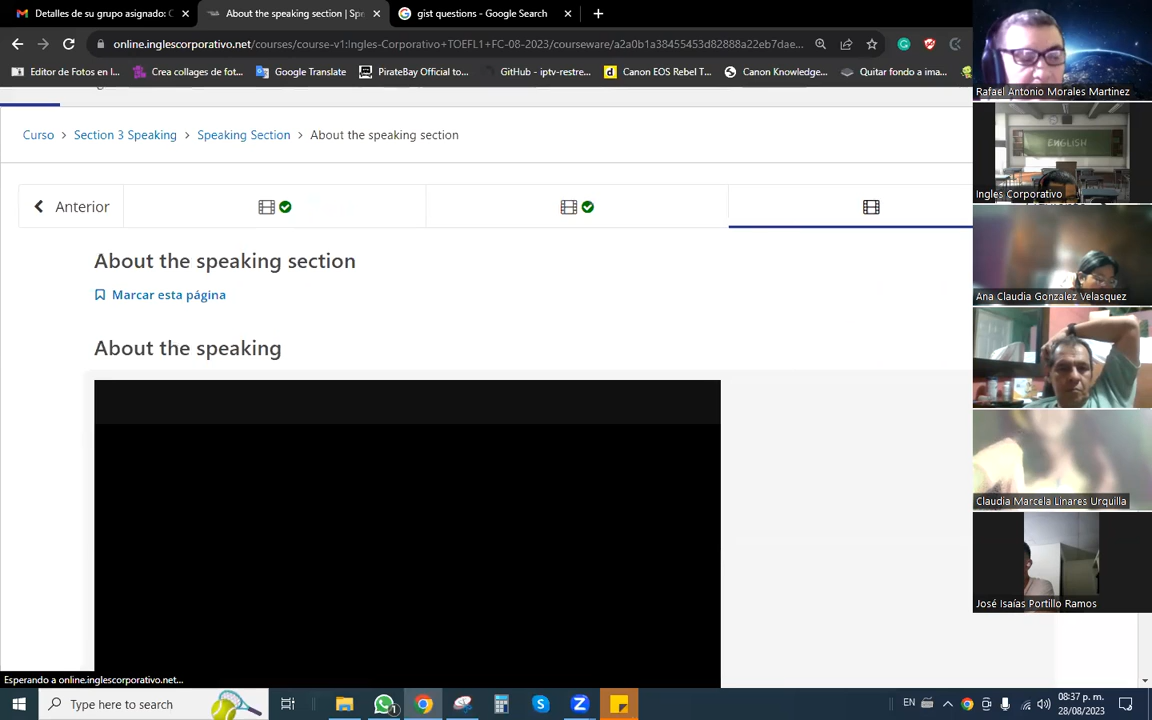 Detalles de su grupo asignado: C
About the speaking section | Spe
gist questions - Google Search
online.inglescorporativo.net/courses/course-v1:Ingles-Corporativo+TOEFL1+FC-08-2023/courseware/a2a0b1a38455453d82888a22eb7dae...
Editor de Fotos en l...
Crea collages de fot...
Google Translate
PirateBay Official to...
GitHub - iptv-restre...
Canon EOS Rebel T...
Canon Knowledge...
Quitar fondo a ima...
Rafael Antonio Morales Martinez
ENGLISH
Ingles Corporativo
Ana Claudia Gonzalez Velasquez
Claudia Marcela Linares Urquilla
José Isaías Portillo Ramos
Curso > Section 3 Speaking > Speaking Section > About the speaking section
Anterior
About the speaking section
Marcar esta página
About the speaking
Esperando a online.inglescorporativo.net...
Type here to search
1
EN
08:37 p. m.
28/08/2023